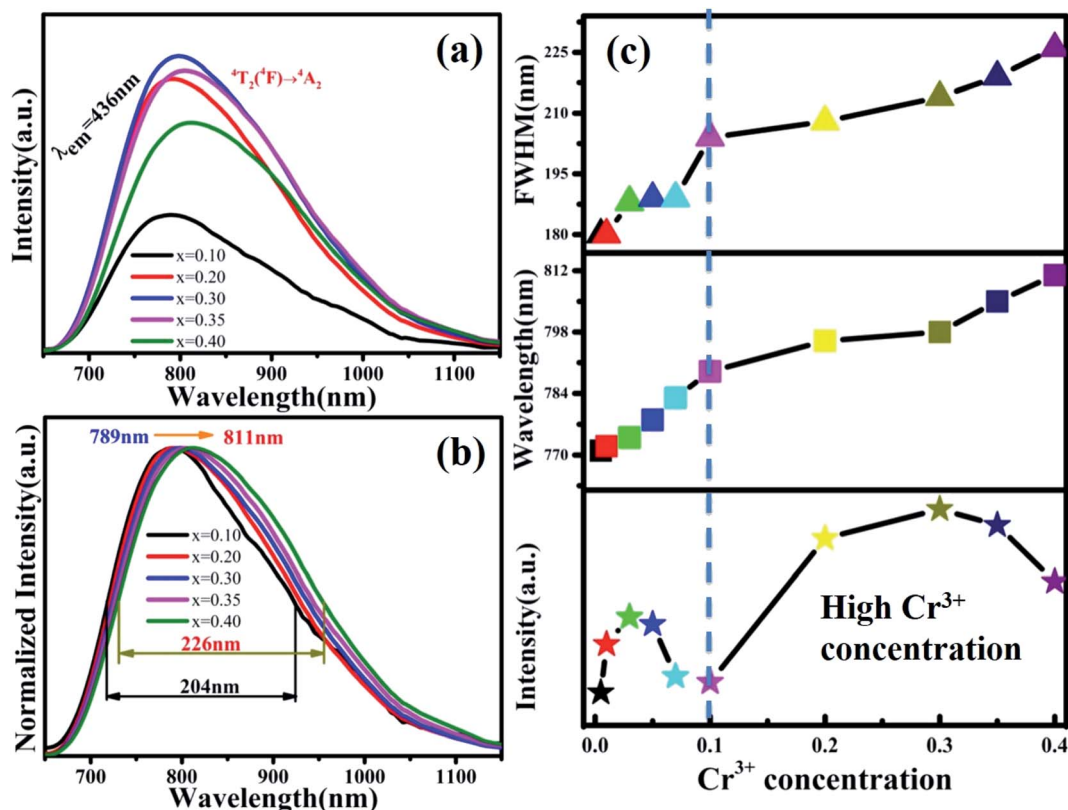 (a)
Intensity(a.u.)
λem=436nm
⁴T₂(⁴F)→⁴A₂
x=0.10
x=0.20
x=0.30
x=0.35
x=0.40
700 800 900 1000 1100
Wavelength(nm)
(b)
Normalized Intensity(a.u.)
789nm 811nm
x=0.10
x=0.20
x=0.30
x=0.35
x=0.40
226nm
204nm
700 800 900 1000 1100
Wavelength(nm)
(c)
FWHM(nm)
225
210
195
180
Wavelength(nm)
812
798
784
770
Intensity(a.u.)
High Cr³⁺
concentration
0.0 0.1 0.2 0.3 0.4
Cr³⁺ concentration